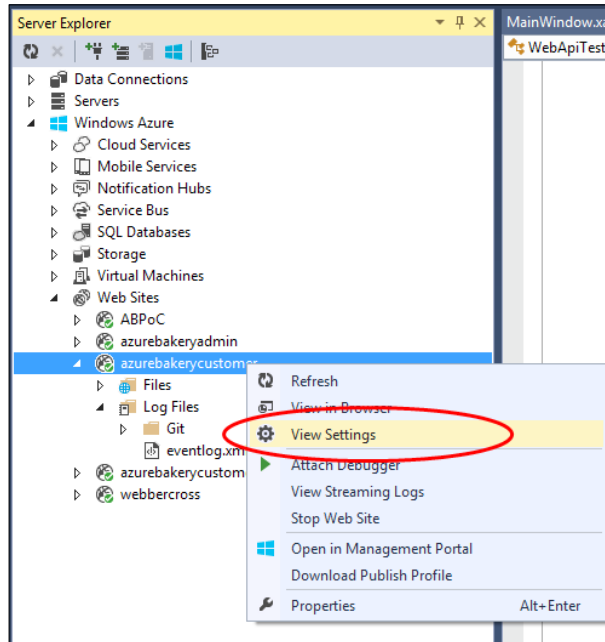 Server Explorer
MainWindow.xa
WebApiTest
Data Connections
Servers
Windows Azure
Cloud Services
Mobile Services
Notification Hubs
Service Bus
SQL Databases
Storage
Virtual Machines
Web Sites
ABPoC
azurebakeryadmin
azurebakerycustomer
Files
Log Files
Git
eventlog.xm
azurebakerycustome
webbercross
Refresh
View in Browser
View Settings
Attach Debugger
View Streaming Logs
Stop Web Site
Open in Management Portal
Download Publish Profile
Properties Alt+Enter